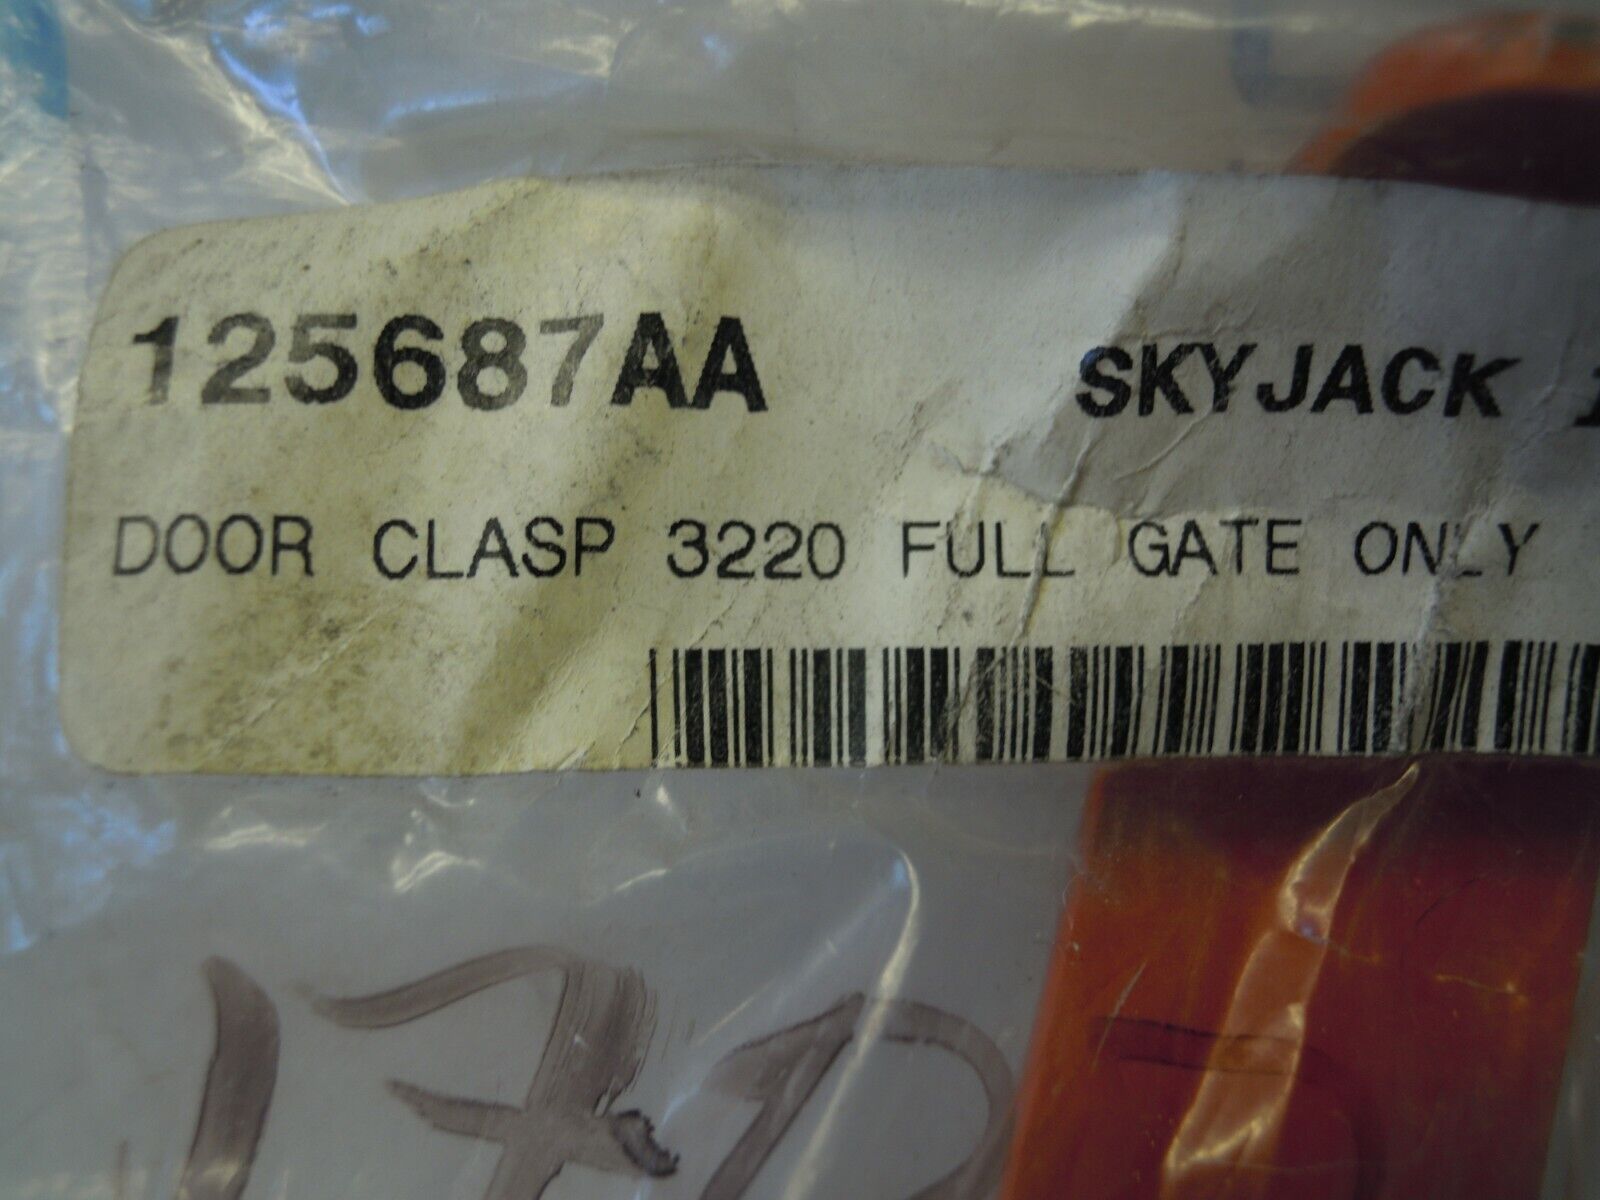 125687AA SKYJACK
DOOR CLASP 3220 FULL GATE ONLY